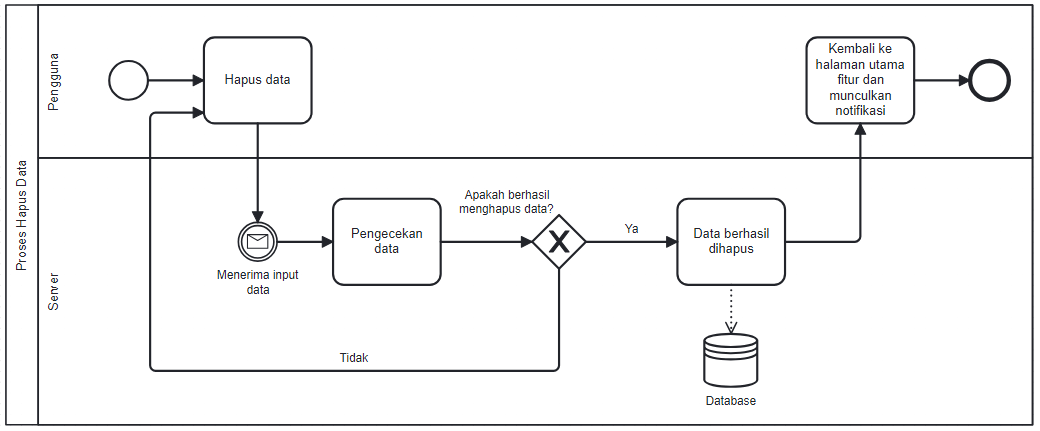 Proses Hapus Data
Pengguna
Hapus data
Kembali ke
halaman utama
fitur dan
munculkan
notifikasi
Server
Menerima input
data
Pengecekan
data
Apakah berhasil
menghapus data?
Ya
Tidak
Data berhasil
dihapus
Database